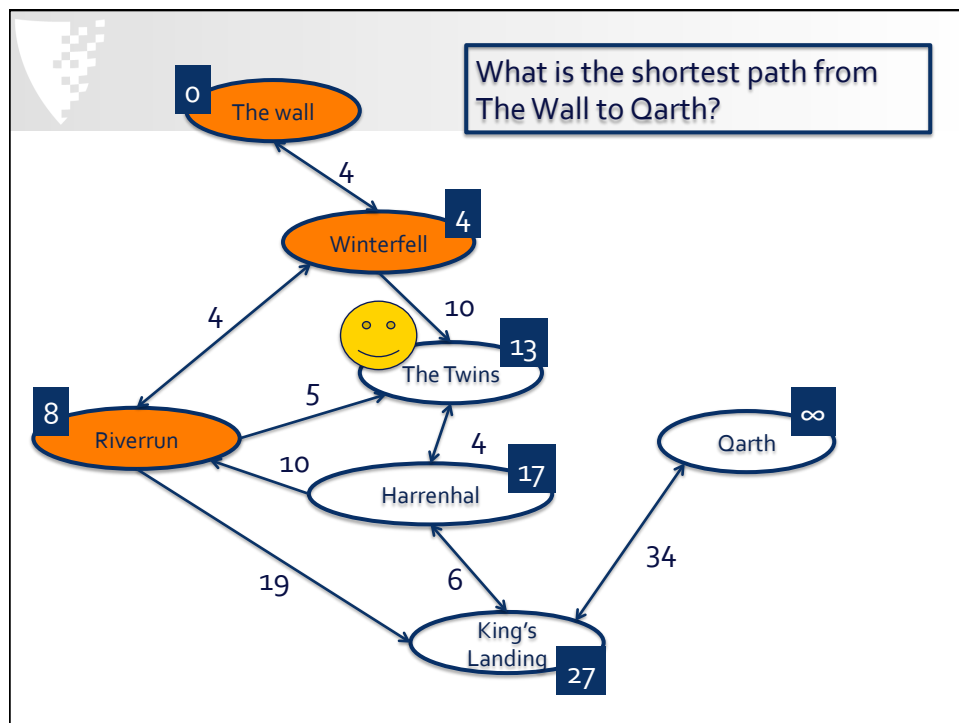 What is the shortest path from
The Wall to Qarth?
0
The wall
4
4
Winterfell
4
10
13
The Twins
5
8
Riverrun
∞
Qarth
4
10
17
Harrenhal
34
19
6
King's
Landing
27